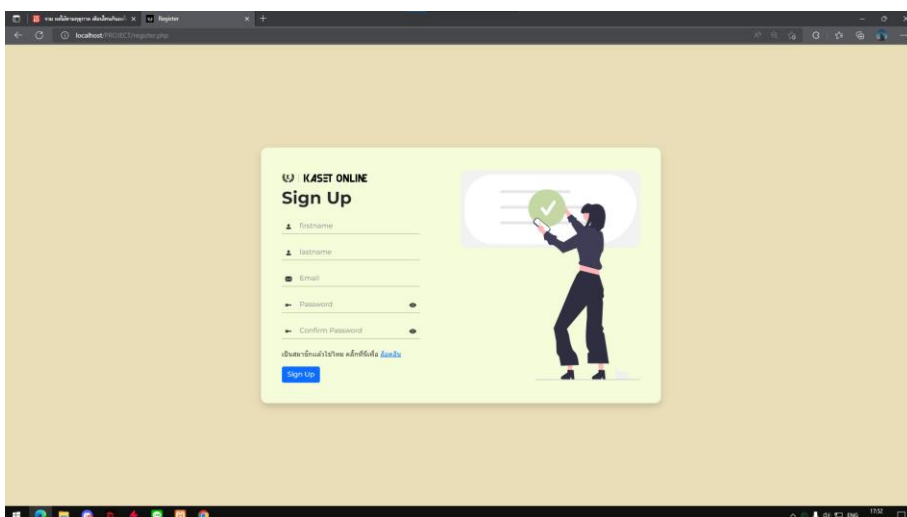 Register
localhost/PROJECT/register.php
KASET ONLINE
Sign Up
firstname
lastname
Email
Password
Confirm Password
เป็นสมาชิกแล้วใช่ไหม คลิ๊กที่นี่เพื่อ ล็อคอิน
Sign Up
ENG
17:52